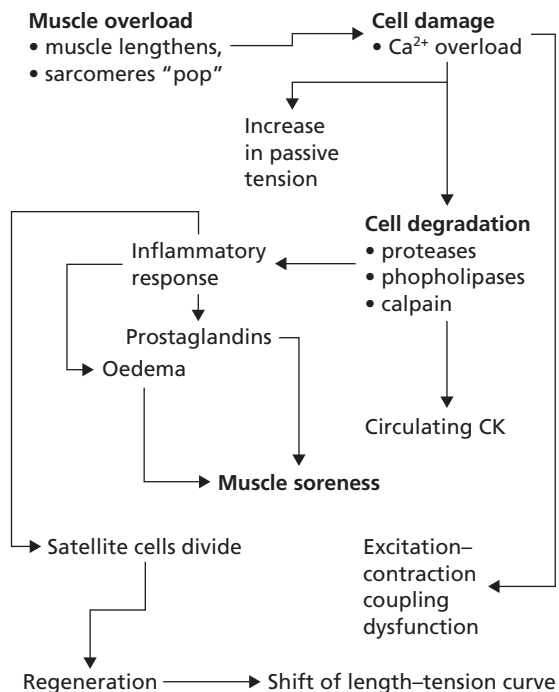 Muscle overload
• muscle lengthens,
• sarcomeres “pop”
Cell damage
• Ca²⁺ overload
Increase
in passive
tension
Cell degradation
• proteases
• phopholipases
• calpain
Inflammatory
response
Prostaglandins
Oedema
Circulating CK
Muscle soreness
Satellite cells divide
Excitation–
contraction
coupling
dysfunction
Regeneration
Shift of length–tension curve